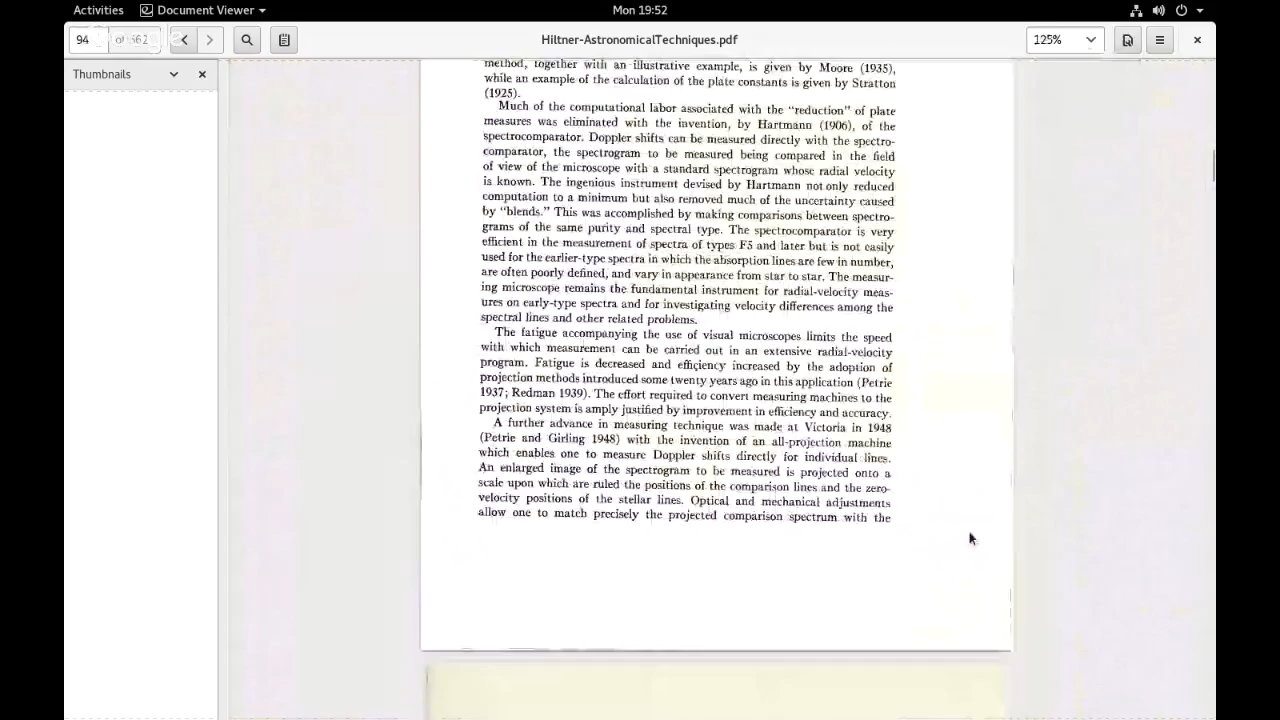 Activities Document Viewer Mon 19:52
94 of 662 Hiltner-AstronomicalTechniques.pdf 125%
Thumbnails
method, together with an illustrative example, is given by Moore (1935),
while an example of the calculation of the plate constants is given by Stratton
(1925).
Much of the computational labor associated with the “reduction” of plate
measures was eliminated with the invention, by Hartmann (1906), of the
spectrocomparator. Doppler shifts can be measured directly with the spectro-
comparator, the spectrogram to be measured being compared in the field
of view of the microscope with a standard spectrogram whose radial velocity
is known. The ingenious instrument devised by Hartmann not only reduced
computation to a minimum but also removed much of the uncertainty caused
by “blends.” This was accomplished by making comparisons between spectro-
grams of the same purity and spectral type. The spectrocomparator is very
efficient in the measurement of spectra of types F5 and later but is not easily
used for the earlier-type spectra in which the absorption lines are few in number,
are often poorly defined, and vary in appearance from star to star. The measur-
ing microscope remains the fundamental instrument for radial-velocity meas-
ures on early-type spectra and for investigating velocity differences among the
spectral lines and other related problems.
The fatigue accompanying the use of visual microscopes limits the speed
with which measurement can be carried out in an extensive radial-velocity
program. Fatigue is decreased and efficiency increased by the adoption of
projection methods introduced some twenty years ago in this application (Petrie
1937; Redman 1939). The effort required to convert measuring machines to the
projection system is amply justified by improvement in efficiency and accuracy.
A further advance in measuring technique was made at Victoria in 1948
(Petrie and Girling 1948) with the invention of an all-projection machine
which enables one to measure Doppler shifts directly for individual lines.
An enlarged image of the spectrogram to be measured is projected onto a
scale upon which are ruled the positions of the comparison lines and the zero-
velocity positions of the stellar lines. Optical and mechanical adjustments
allow one to match precisely the projected comparison spectrum with the